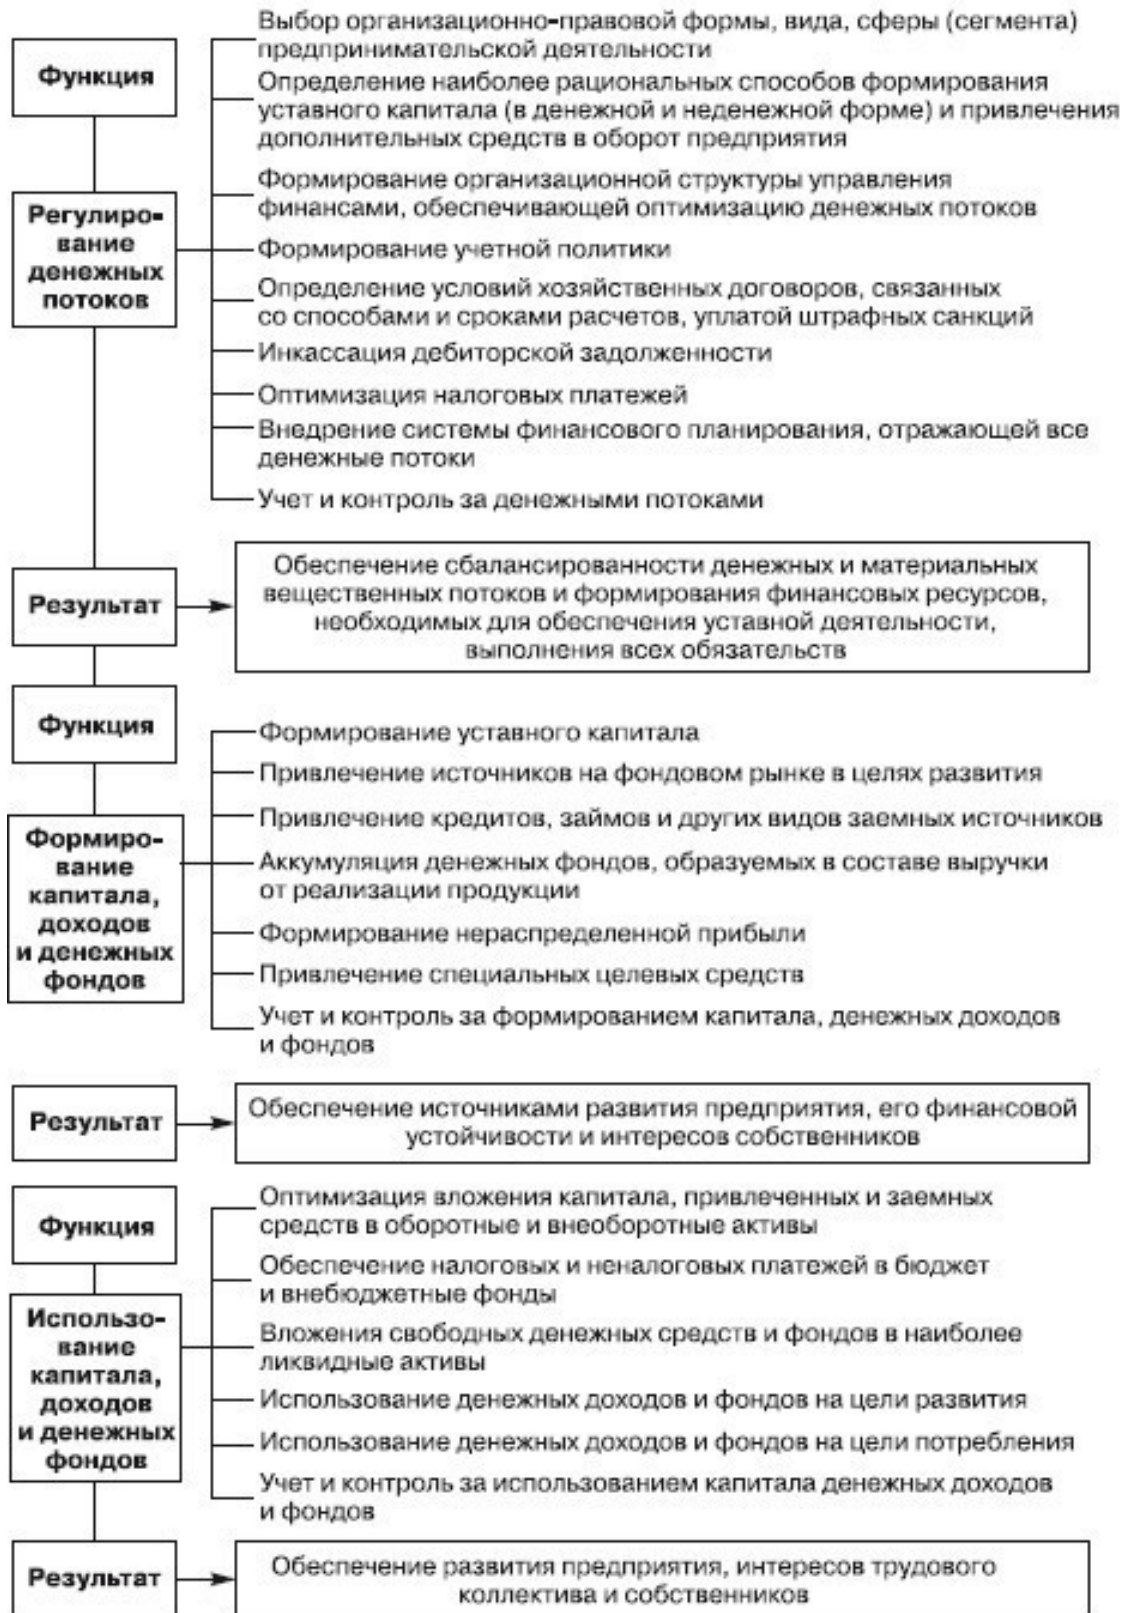 Функция
Выбор организационно-правовой формы, вида, сферы (сегмента)
предпринимательской деятельности
Определение наиболее рациональных способов формирования
уставного капитала (в денежной и неденежной форме) и привлечения
дополнительных средств в оборот предприятия
Регулиро-
вание
денежных
потоков
Формирование организационной структуры управления
финансами, обеспечивающей оптимизацию денежных потоков
Формирование учетной политики
Определение условий хозяйственных договоров, связанных
со способами и сроками расчетов, уплатой штрафных санкций
Инкассация дебиторской задолженности
Оптимизация налоговых платежей
Внедрение системы финансового планирования, отражающей все
денежные потоки
Учет и контроль за денежными потоками
Результат
Обеспечение сбалансированности денежных и материальных
вещественных потоков и формирования финансовых ресурсов,
необходимых для обеспечения уставной деятельности,
выполнения всех обязательств
Функция
Формирование уставного капитала
Привлечение источников на фондовом рынке в целях развития
Привлечение кредитов, займов и других видов заемных источников
Формиро-
вание
капитала,
доходов
и денежных
фондов
Аккумуляция денежных фондов, образуемых в составе выручки
от реализации продукции
Формирование нераспределенной прибыли
Привлечение специальных целевых средств
Учет и контроль за формированием капитала, денежных доходов
и фондов
Результат
Обеспечение источниками развития предприятия, его финансовой
устойчивости и интересов собственников
Функция
Оптимизация вложения капитала, привлеченных и заемных
средств в оборотные и внеоборотные активы
Обеспечение налоговых и неналоговых платежей в бюджет
и внебюджетные фонды
Использо-
вание
капитала,
доходов
и денежных
фондов
Вложения свободных денежных средств и фондов в наиболее
ликвидные активы
Использование денежных доходов и фондов на цели развития
Использование денежных доходов и фондов на цели потребления
Учет и контроль за использованием капитала денежных доходов
и фондов
Результат
Обеспечение развития предприятия, интересов трудового
коллектива и собственников